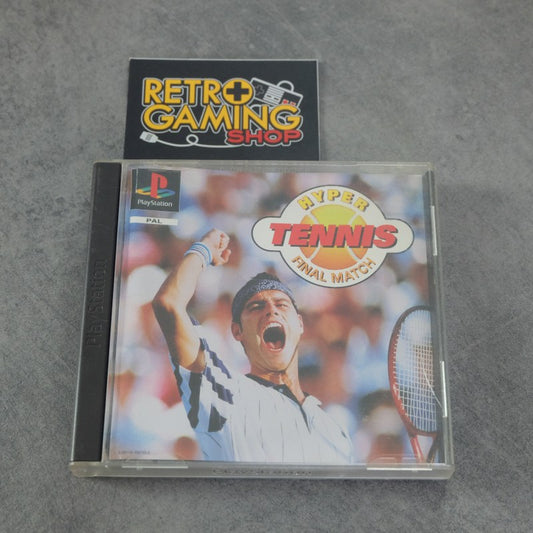 RETRO
GAMING
SHOP
PlayStation
PAL
HYPER
TENNIS
FINAL MATCH
PlayStation